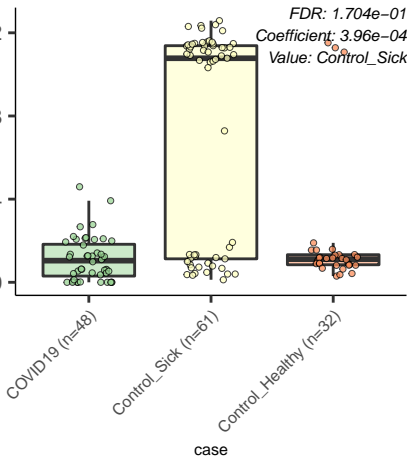 FDR: 1.704e−01
Coefficient: 3.96e−04
Value: Control_Sick
COVID19 (n=48)
Control_Sick (n=61)
Control_Healthy (n=32)
case